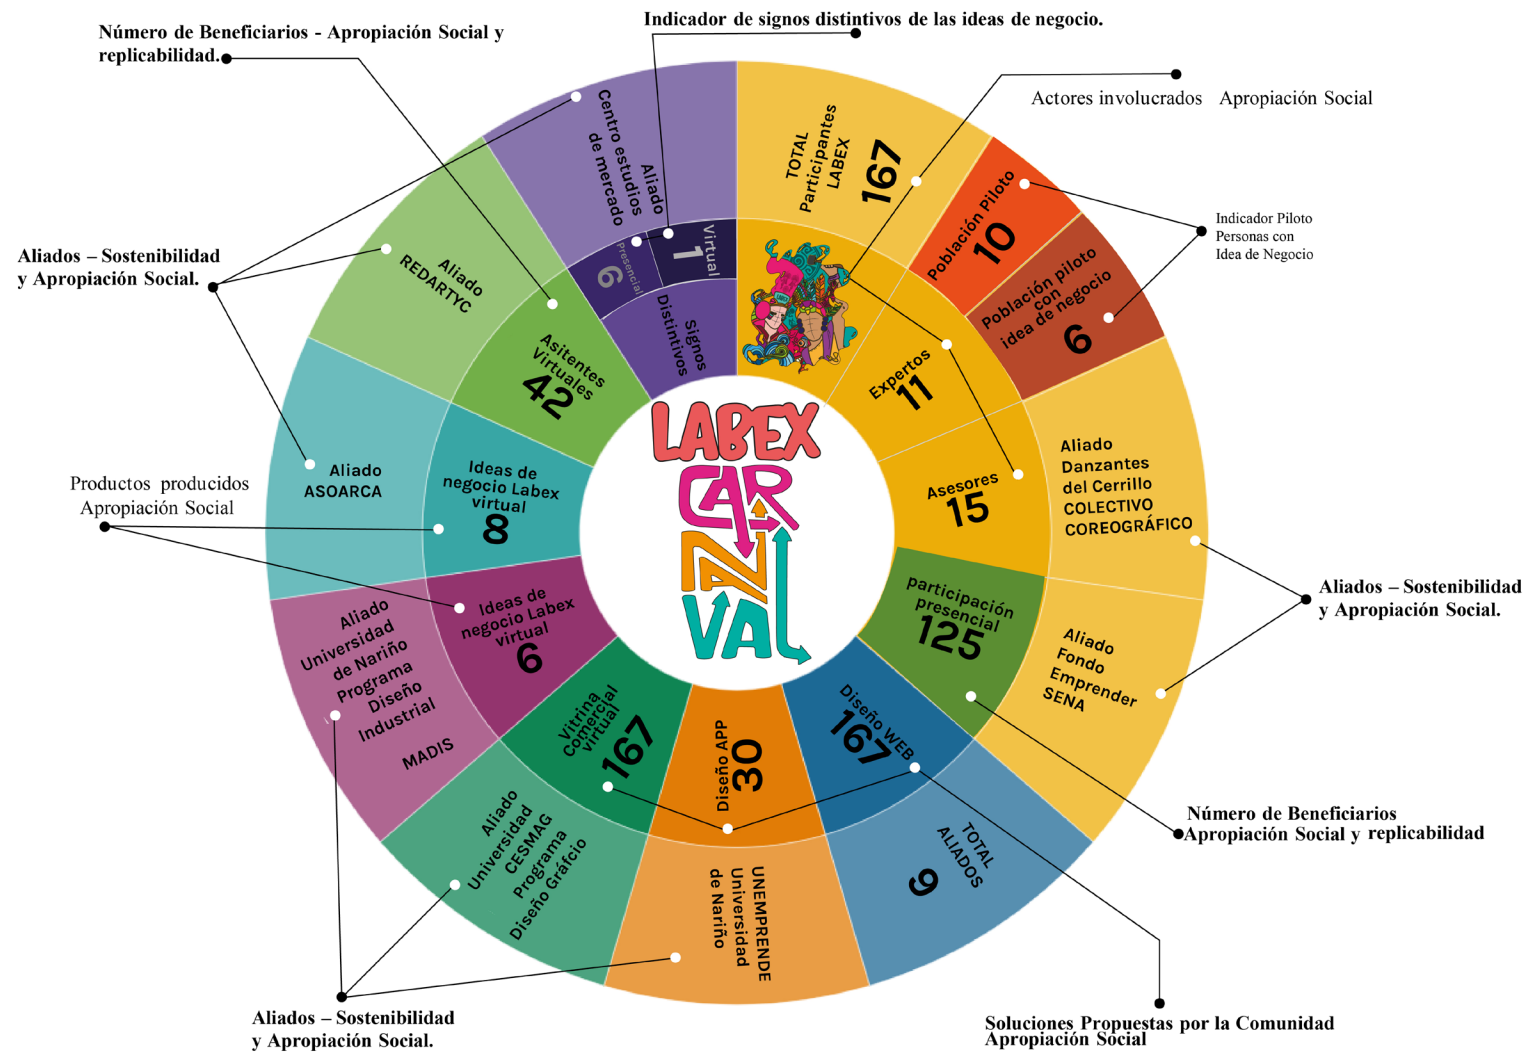 Indicador de signos distintivos de las ideas de negocio.
Número de Beneficiarios - Apropiación Social y
replicabilidad.
Actores involucrados Apropiación Social
Indicador Piloto
Personas con
Idea de Negocio
Aliados – Sostenibilidad
y Apropiación Social.
Productos producidos
Apropiación Social
Aliados – Sostenibilidad
y Apropiación Social.
Número de Beneficiarios
Apropiación Social y replicabilidad
Aliados – Sostenibilidad
y Apropiación Social.
Soluciones Propuestas por la Comunidad
Apropiación Social
TOTAL
Participantes
LABEX
167
Población Piloto
10
Población piloto
con
idea de negocio
6
Aliado
Danzantes
del Cerrillo
COLECTIVO
COREOGRÁFICO
Aliado
Fondo
Emprender
SENA
TOTAL
ALIADOS
9
UNEMPRENDE
Universidad
de Nariño
Aliado
Universidad
CESMAG
Programa
Diseño Gráfcio
Aliado
Universidad
de Nariño
Programa
Diseño
Industrial
MADIS
Aliado
ASOARCA
Aliado
REDARTYC
Aliado
Centro estudios
de mercado
Virtual
1
Presencial
6
Signos
Distintivos
Expertos
11
Asesores
15
participación
presencial
125
Diseño WEB
167
Diseño APP
30
Vitrina
Comercial
virtual
167
Ideas de
negocio Labex
virtual
6
Ideas de
negocio Labex
virtual
8
Asitentes
Virtuales
42
LABEX
CAR
NA
VAL